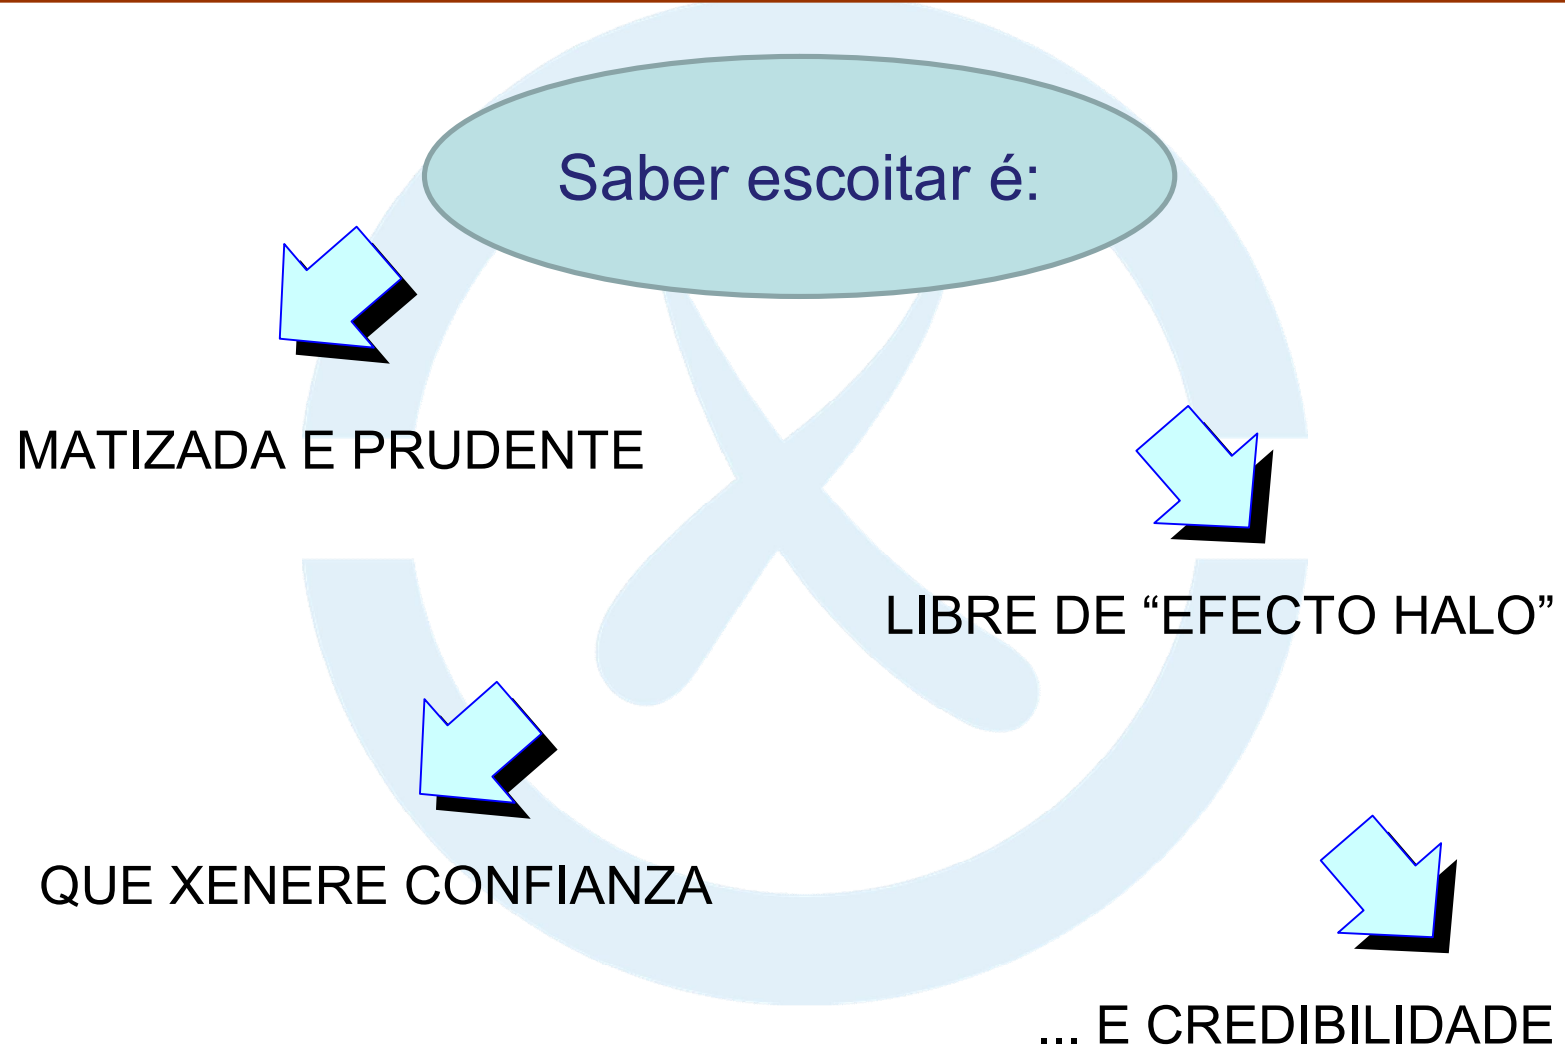 Saber escoitar é:
MATIZADA E PRUDENTE
LIBRE DE “EFECTO HALO”
QUE XENERE CONFIANZA
... E CREDIBILIDADE